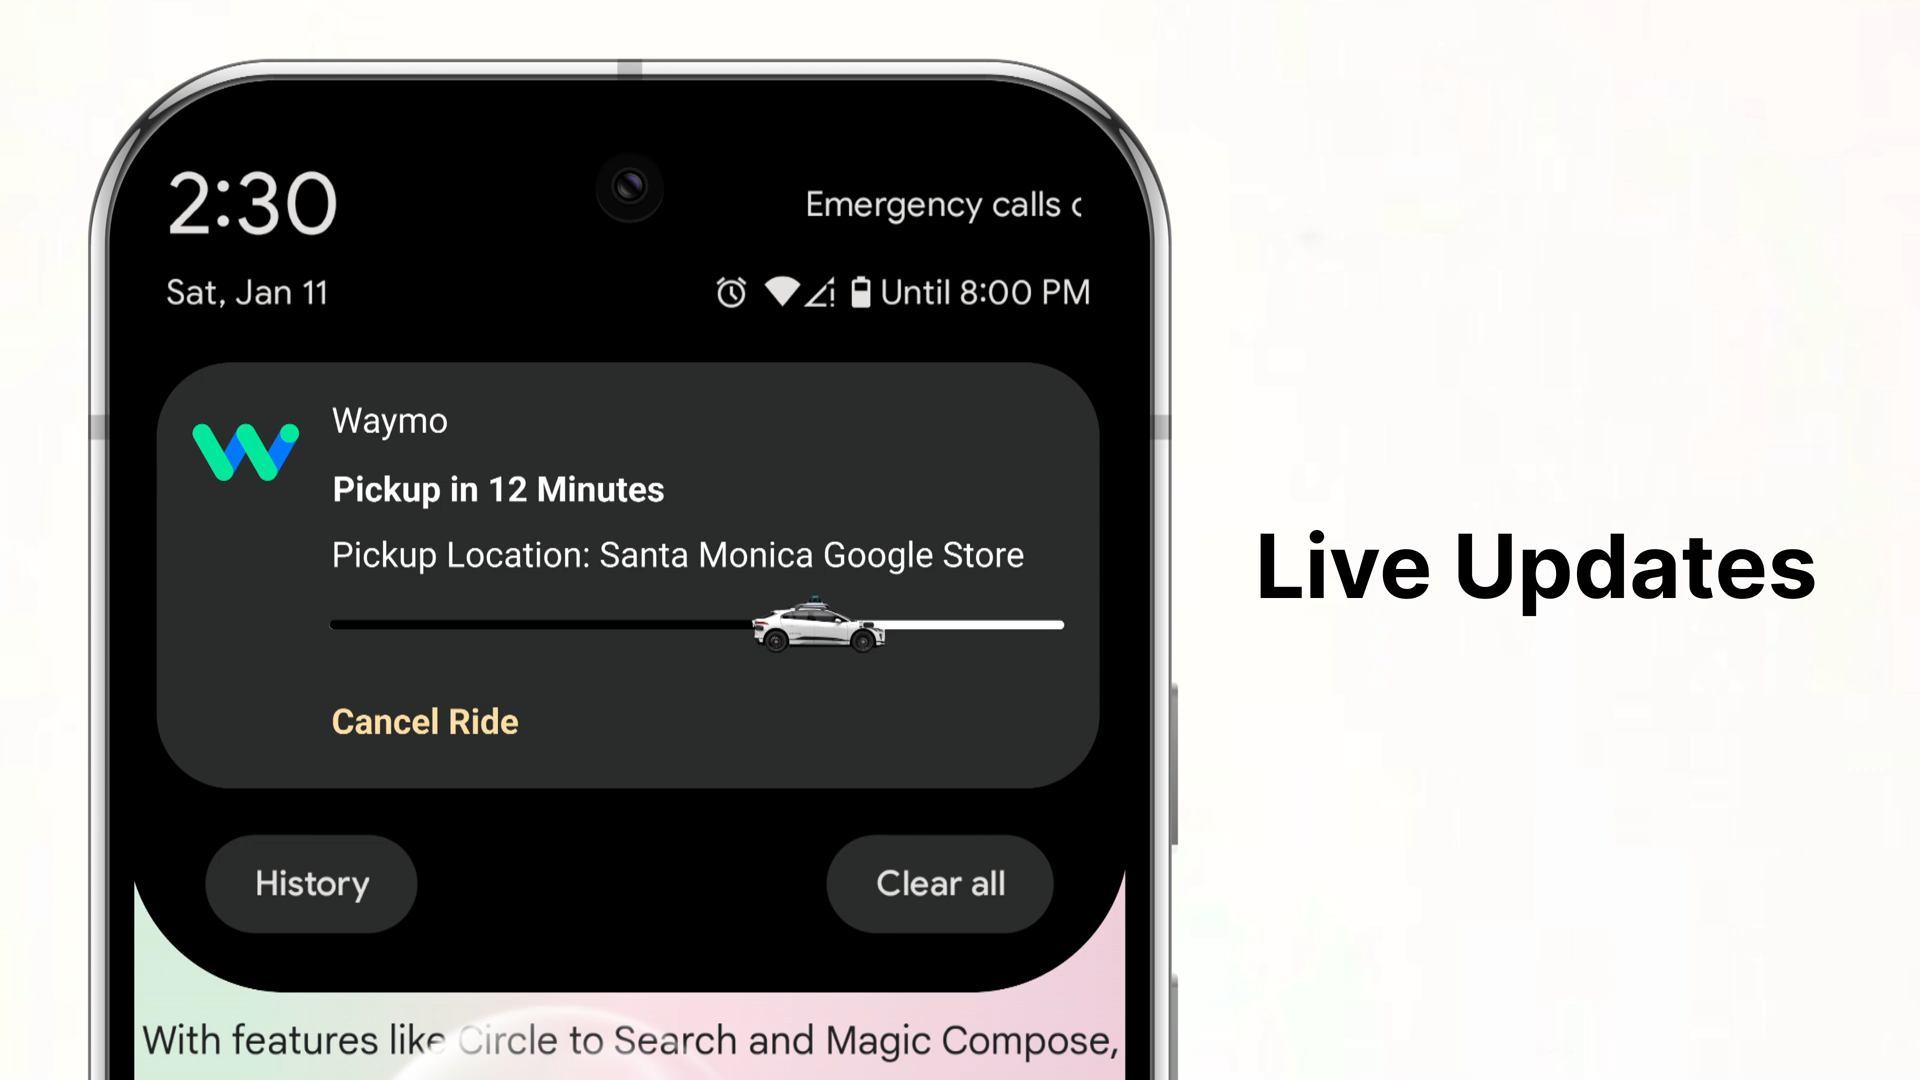 2:30
Emergency calls
Sat, Jan 11
Until 8:00 PM
Waymo
Pickup in 12 Minutes
Pickup Location: Santa Monica Google Store
Cancel Ride
History
Clear all
With features like Circle to Search and Magic Compose,
Live Updates